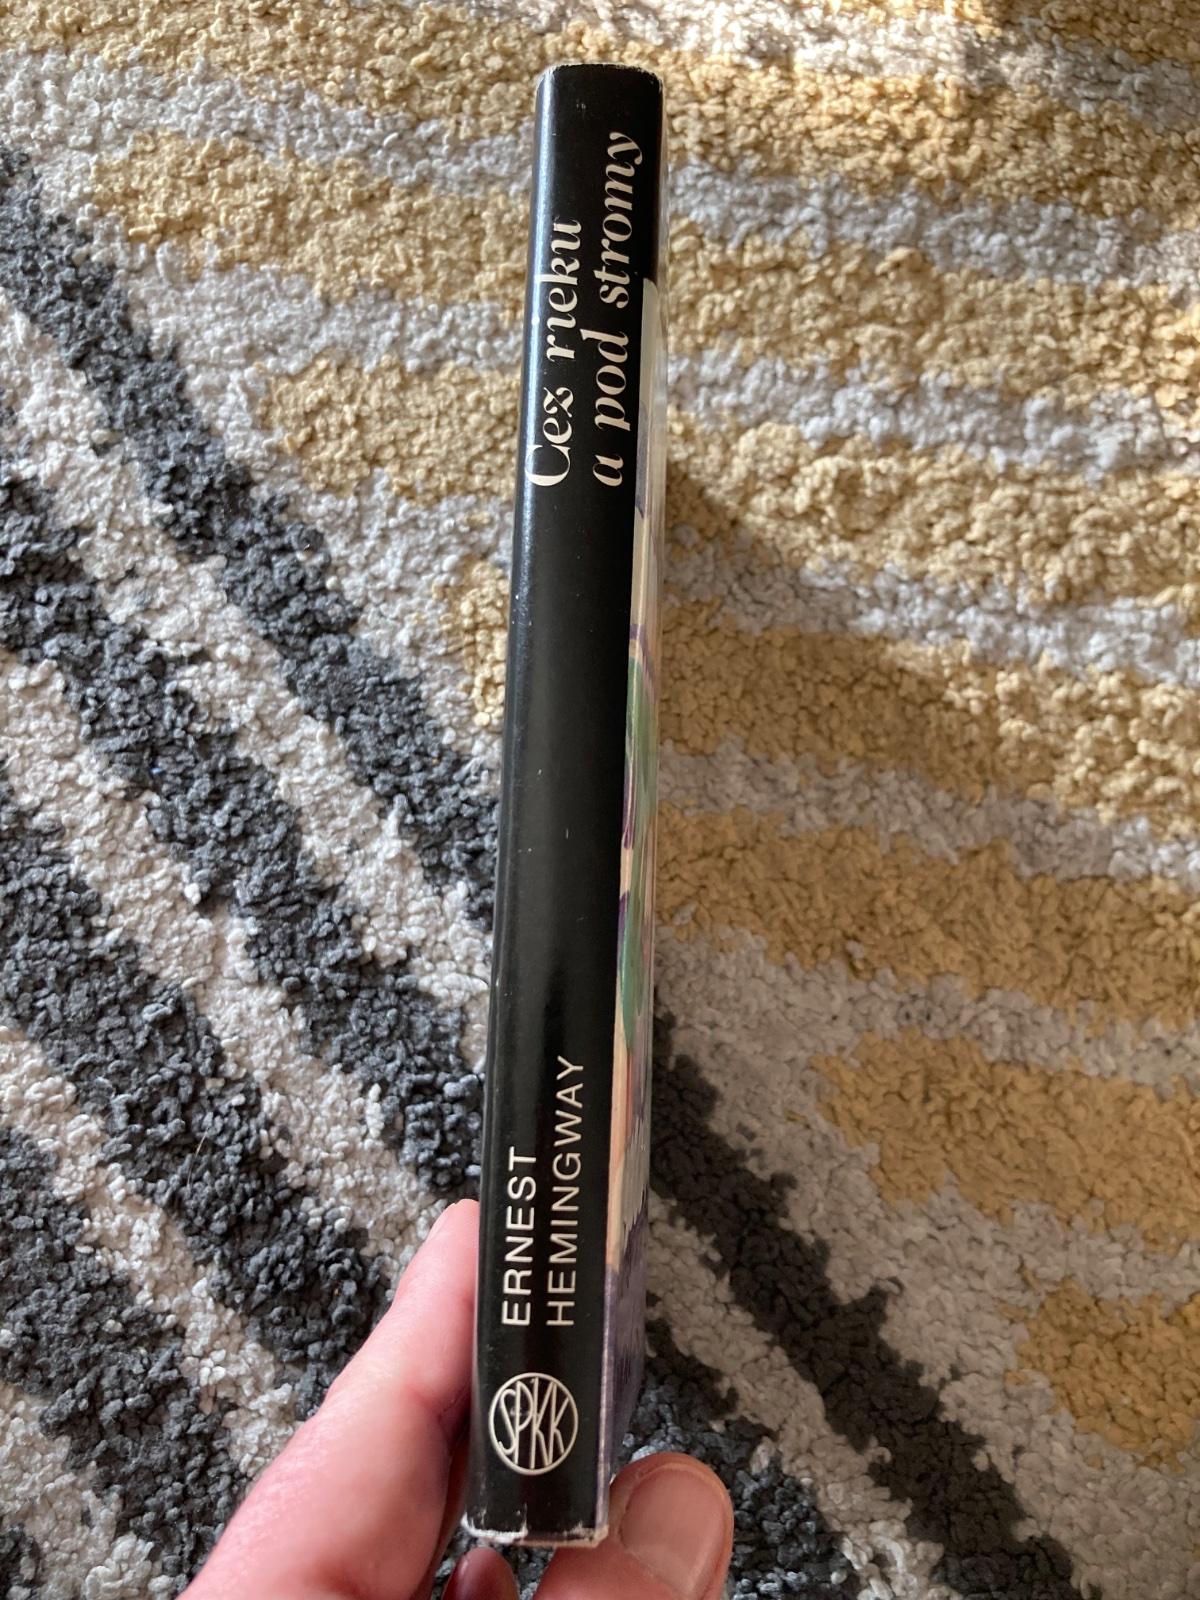 Cez rieku
a pod stromy
ERNEST
HEMINGWAY
SPKK